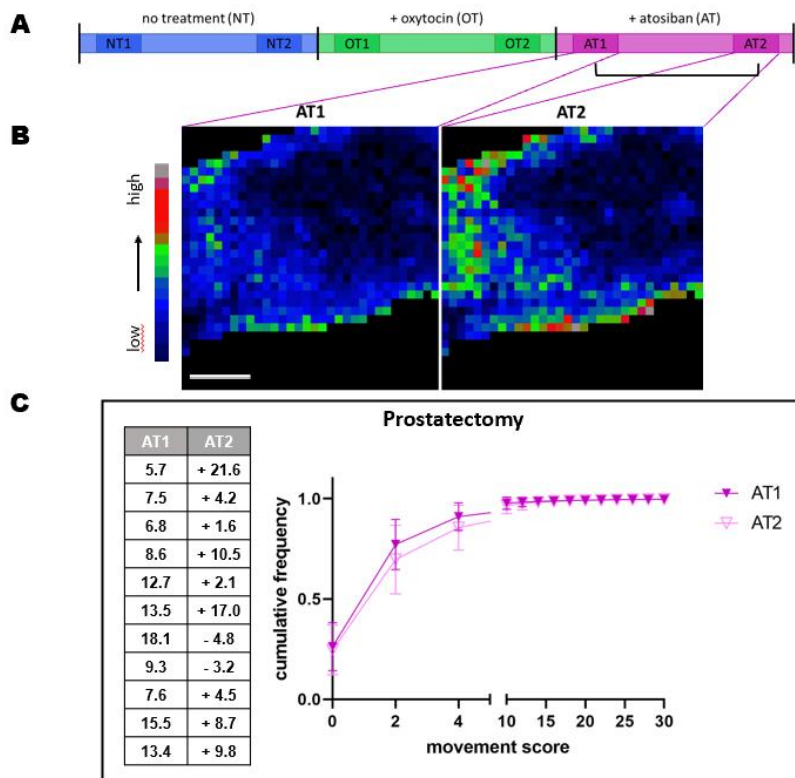 A
no treatment (NT) + oxytocin (OT) + atosiban (AT)
NT1 NT2 OT1 OT2 AT1 AT2
AT1 AT2
B
high
low
C
Prostatectomy
AT1 AT2
5.7 + 21.6
7.5 + 4.2
6.8 + 1.6
8.6 + 10.5
12.7 + 2.1
13.5 + 17.0
18.1 - 4.8
9.3 - 3.2
7.6 + 4.5
15.5 + 8.7
13.4 + 9.8
cumulative frequency
1.0
0.5
0.0
0 2 4 10 15 20 25 30
movement score
AT1
AT2